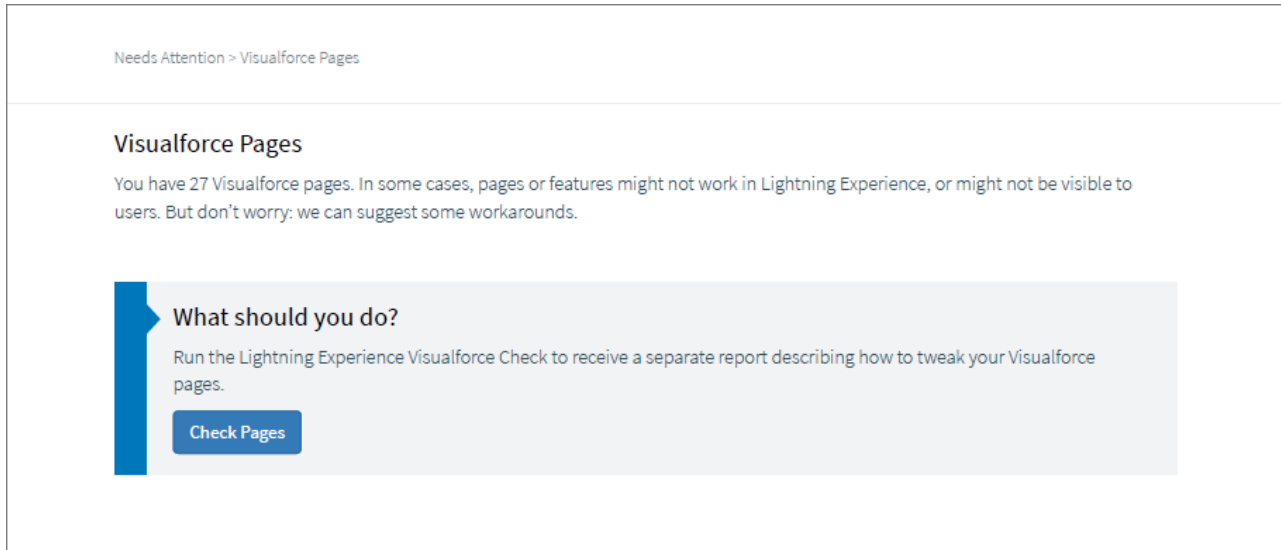 Needs Attention > Visualforce Pages
Visualforce Pages
You have 27 Visualforce pages. In some cases, pages or features might not work in Lightning Experience, or might not be visible to
users. But don't worry: we can suggest some workarounds.
What should you do?
Run the Lightning Experience Visualforce Check to receive a separate report describing how to tweak your Visualforce
pages.
Check Pages